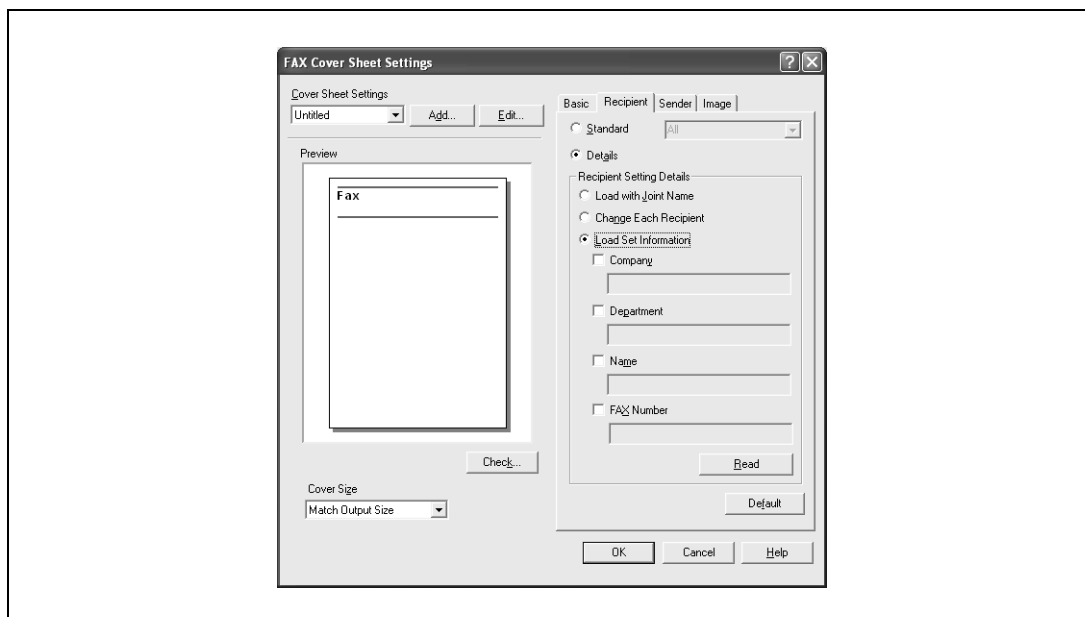 FAX Cover Sheet Settings
Cover Sheet Settings
Untitled
Add...
Edit...
Preview
Fax
Check...
Cover Size
Match Output Size
Basic
Recipient
Sender
Image
Standard
All
Details
Recipient Setting Details
Load with Joint Name
Change Each Recipient
Load Set Information
Company
Department
Name
FAX Number
Read
Default
OK
Cancel
Help